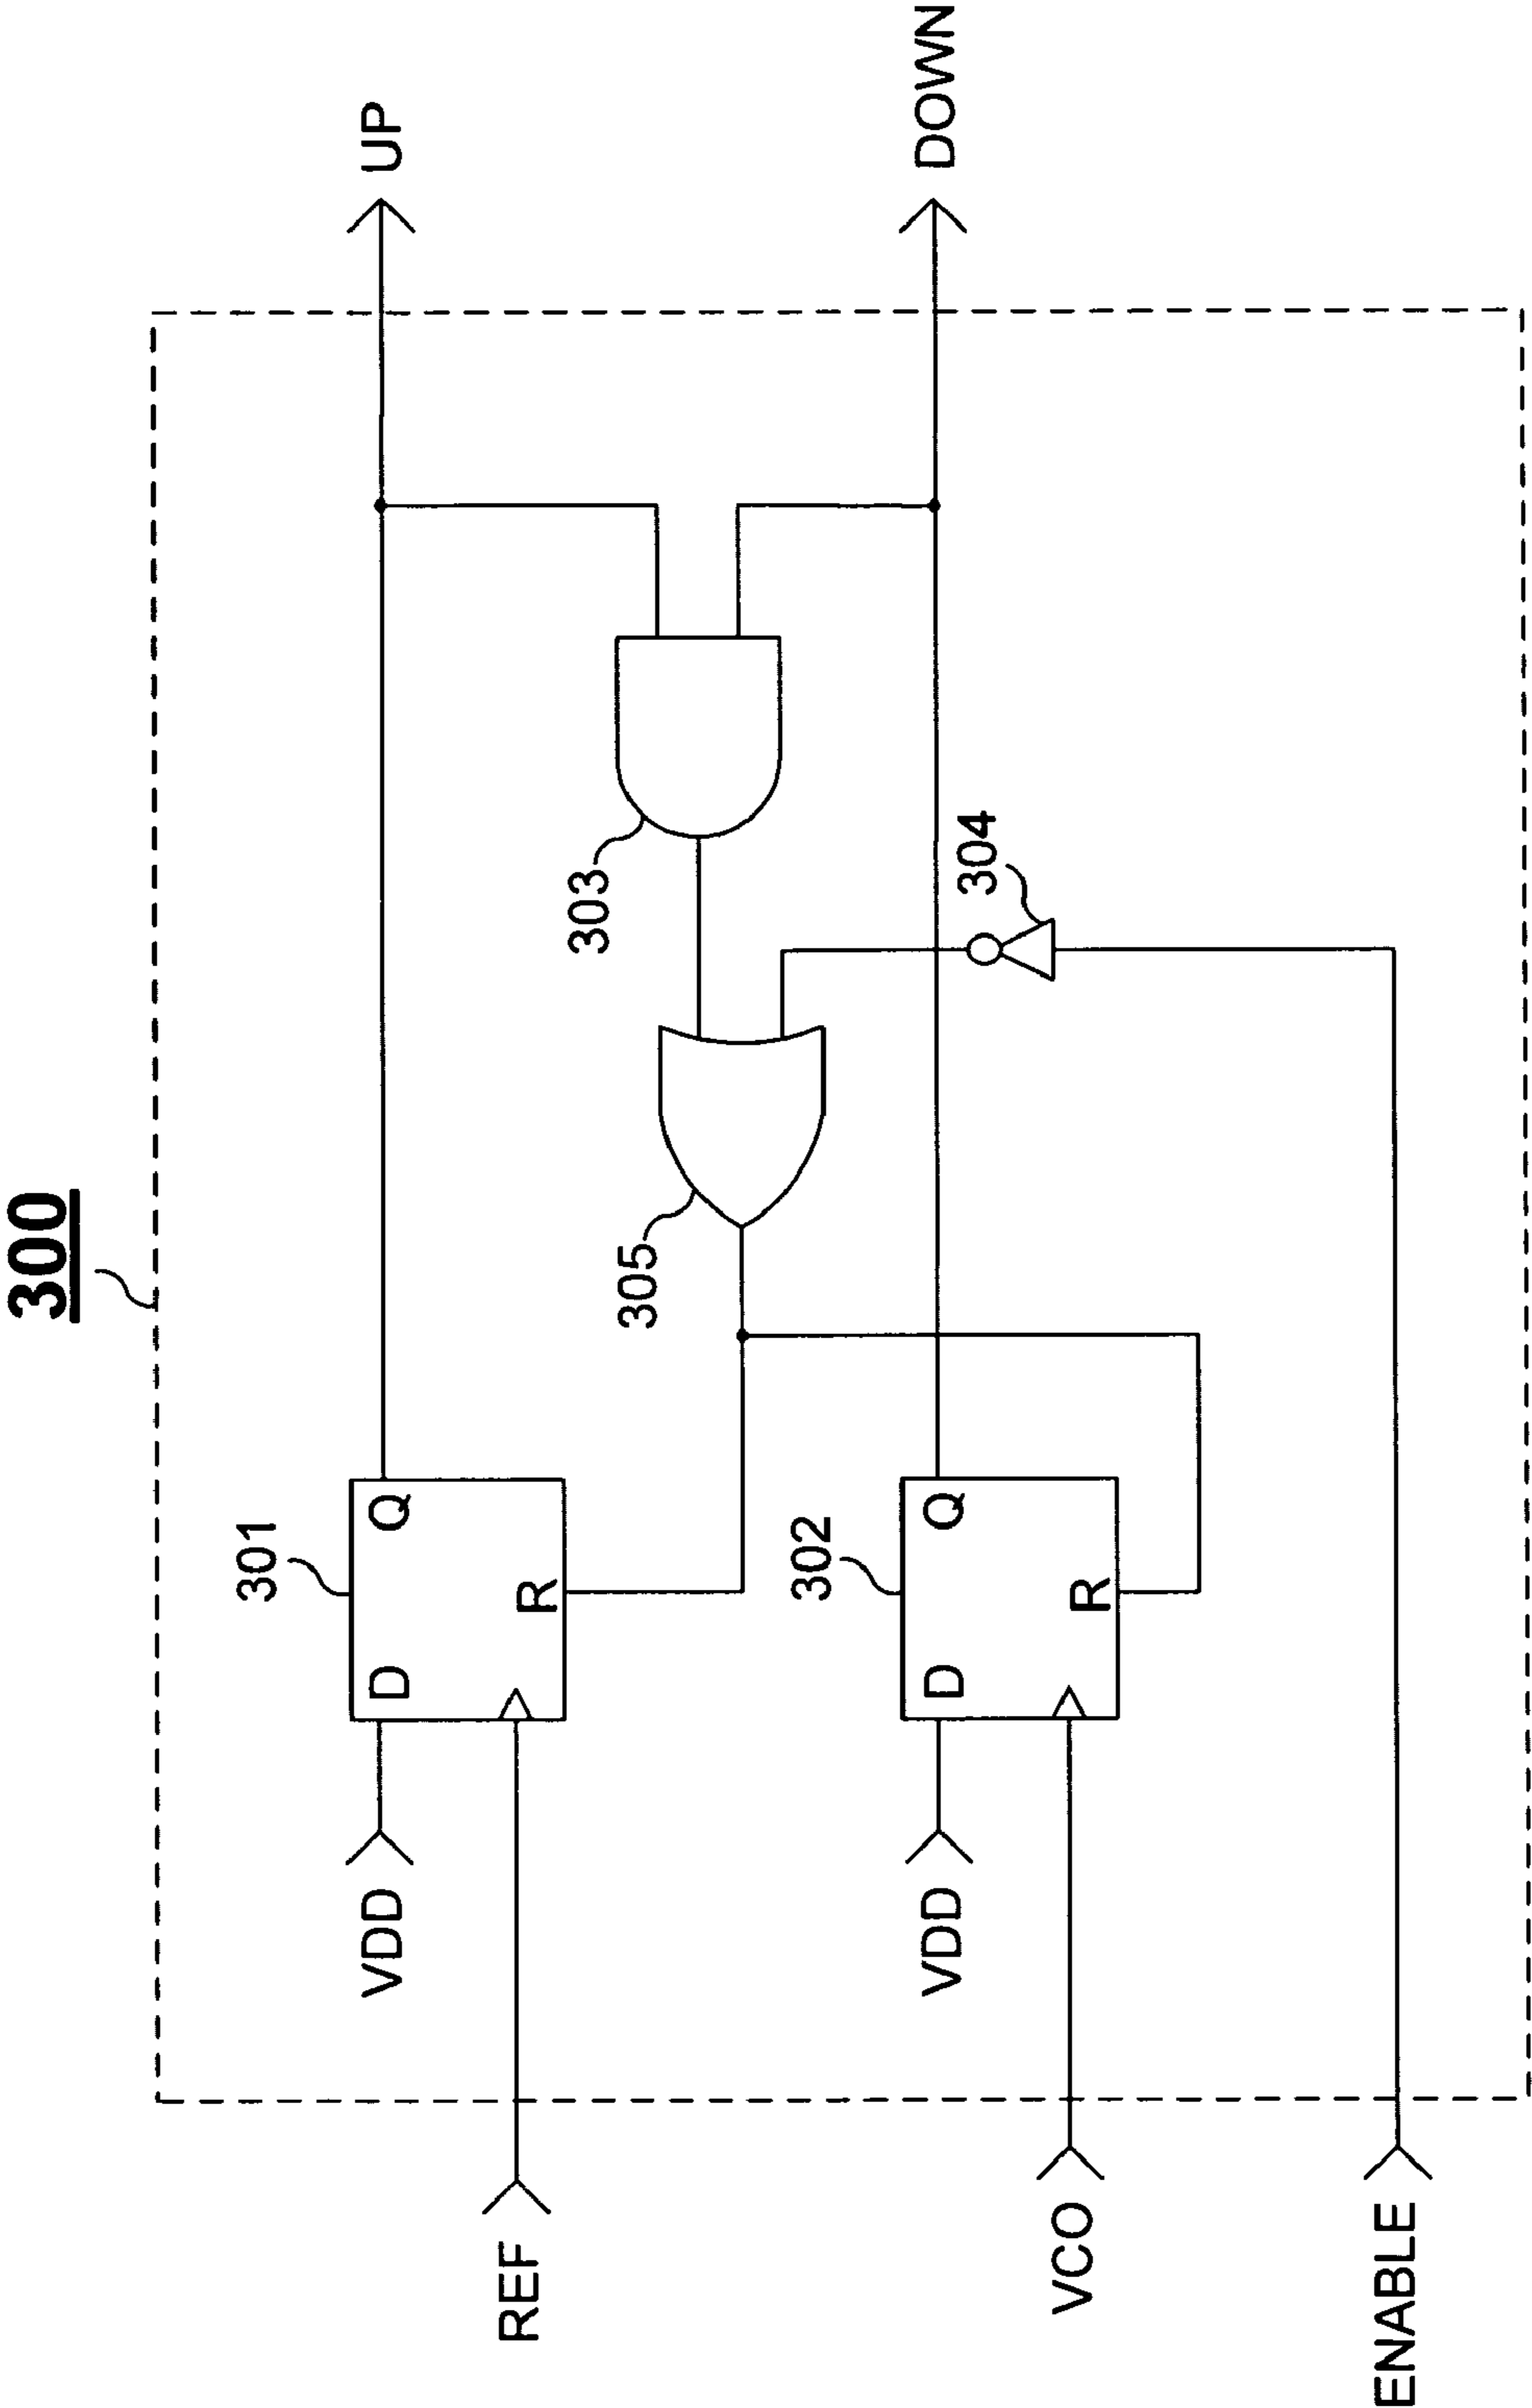 300
301
D
Q
R
VDD
REF
UP
303
305
302
D
Q
R
VDD
VCO
304
DOWN
ENABLE